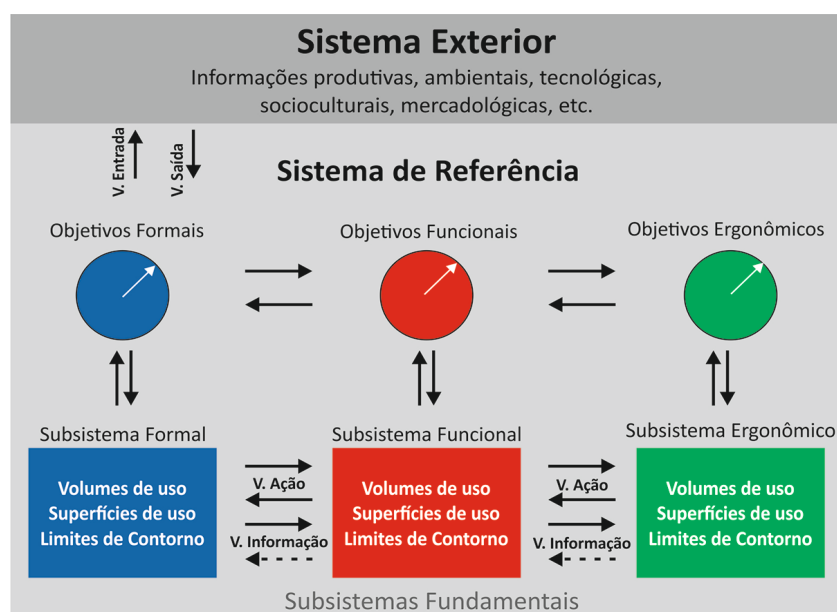 Sistema Exterior
Informações produtivas, ambientais, tecnológicas,
socioculturais, mercadológicas, etc.
V. Entrada
V. Saída
Sistema de Referência
Objetivos Formais
Objetivos Funcionais
Objetivos Ergonômicos
Subsistema Formal
Subsistema Funcional
Subsistema Ergonômico
Volumes de uso
Superfícies de uso
Limites de Contorno
V. Ação
V. Informação
Volumes de uso
Superfícies de uso
Limites de Contorno
V. Ação
V. Informação
Volumes de uso
Superfícies de uso
Limites de Contorno
Subsistemas Fundamentais